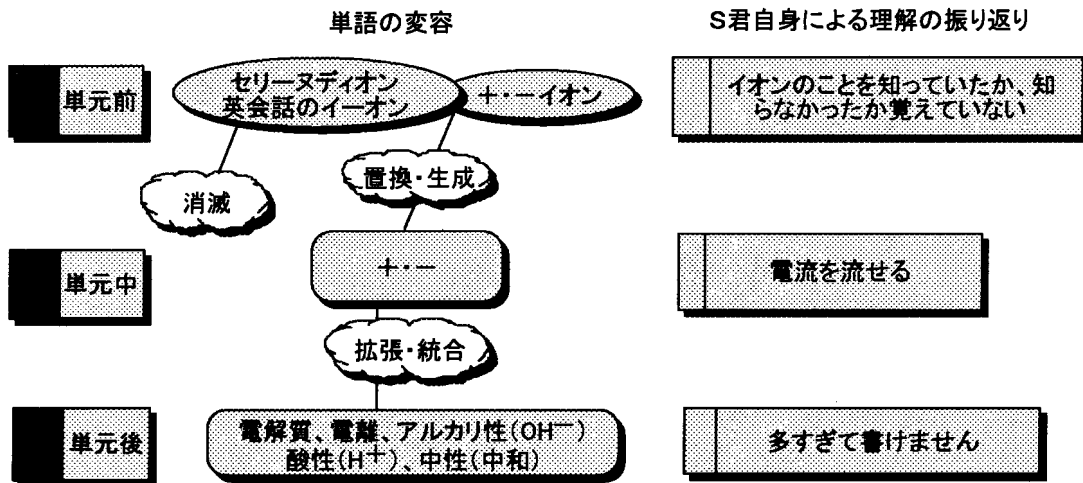 単語の変容
S君自身による理解の振り返り
単元前
セリーヌディオン
英会話のイーオン
＋・－イオン
イオンのことを知っていたか、知
らなかったか覚えていない
消滅
置換・生成
単元中
＋・－
電流を流せる
拡張・統合
単元後
電解質、電離、アルカリ性(OH⁻)
酸性(H⁺)、中性(中和)
多すぎて書けません